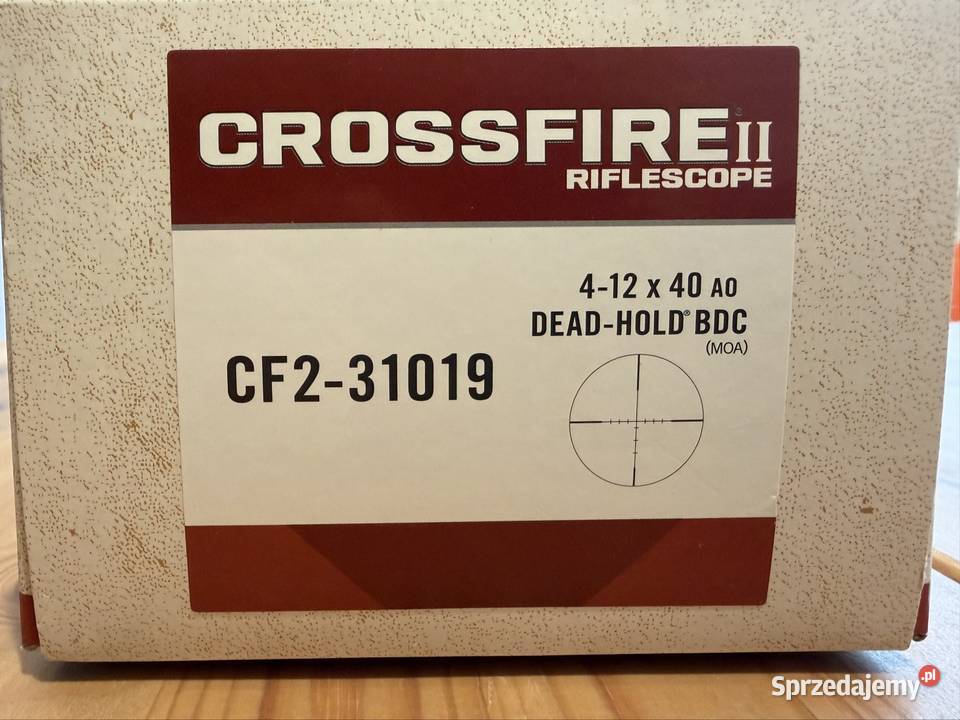 CROSSFIRE® II
RIFLESCOPE
4-12 x 40 AO
DEAD-HOLD® BDC
(MOA)
CF2-31019
Sprzedajemy.pl